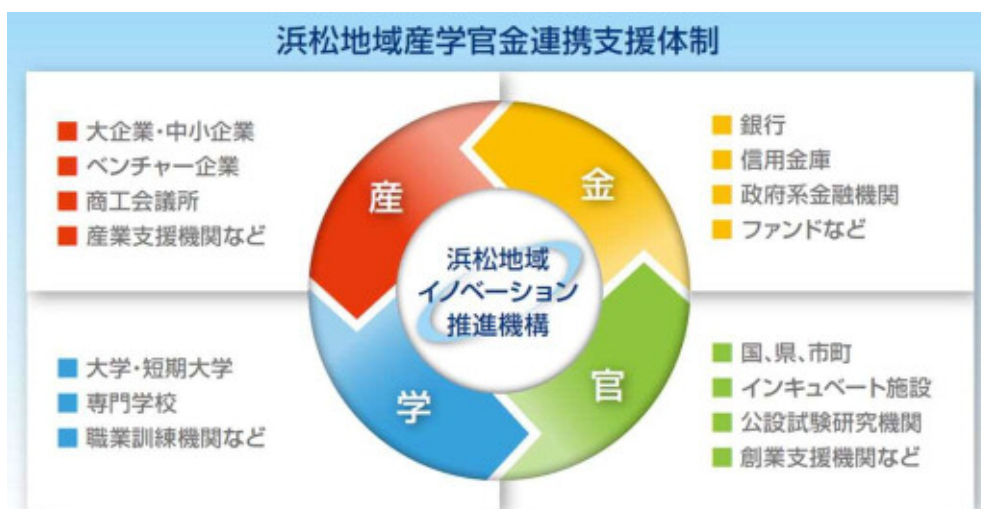 浜松地域産学官金連携支援体制
■ 大企業・中小企業
■ ベンチャー企業
■ 商工会議所
■ 産業支援機関など
産
金
■ 銀行
■ 信用金庫
■ 政府系金融機関
■ ファンドなど
浜松地域
イノベーション
推進機構
■ 大学・短期大学
■ 専門学校
■ 職業訓練機関など
学
官
■ 国、県、市町
■ インキュベート施設
■ 公設試験研究機関
■ 創業支援機関など